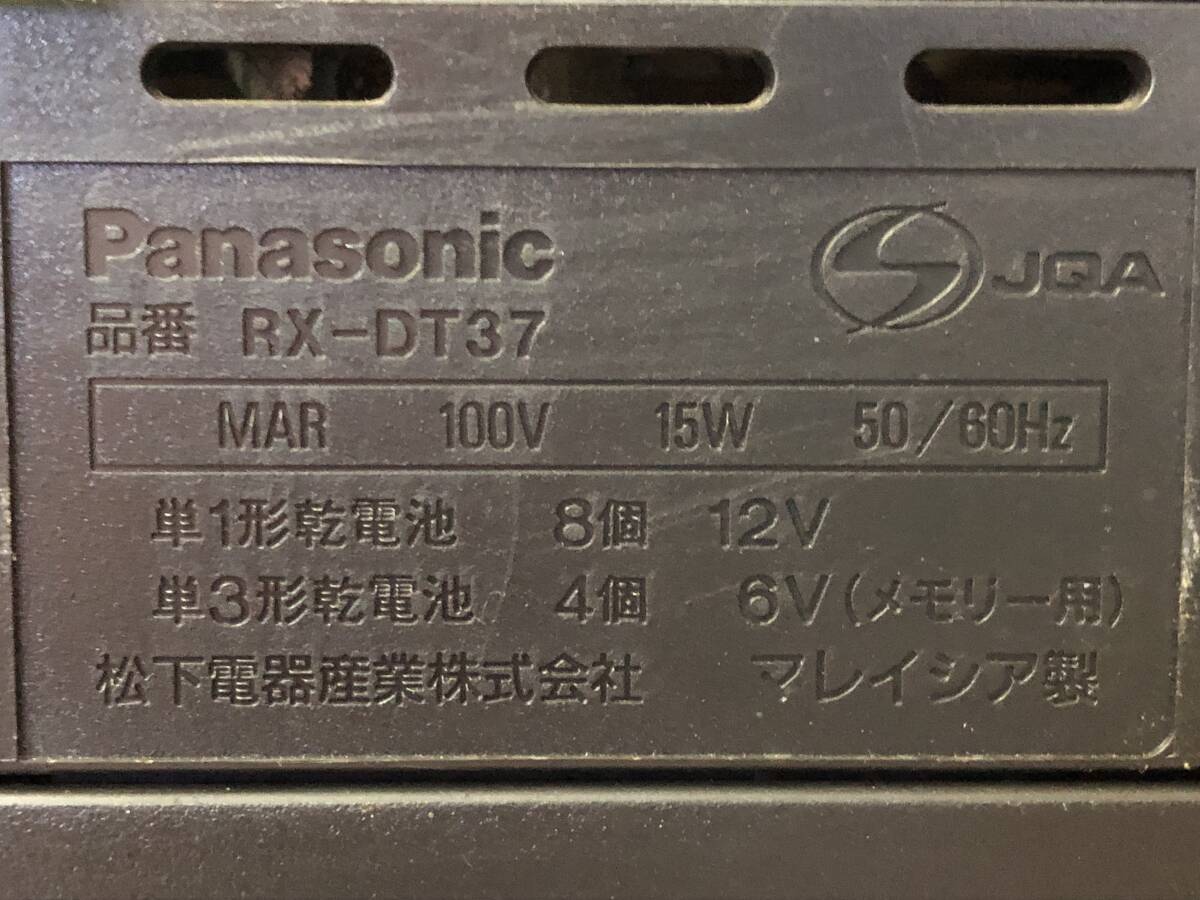 Panasonic
JQA
品番 RX-DT37
MAR 100V 15W 50/60Hz
単1形乾電池 8個 12V
単3形乾電池 4個 6V(メモリー用)
松下電器産業株式会社 マレイシア製